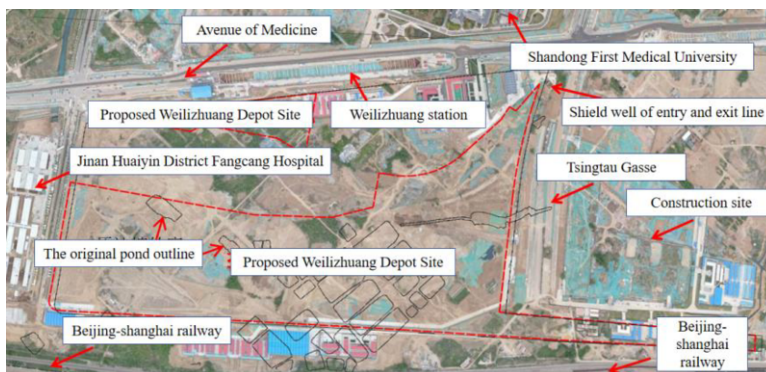 Avenue of Medicine
Shandong First Medical University
Proposed Weilizhuang Depot Site
Weilizhuang station
Shield well of entry and exit line
Jinan Huaiyin District Fangcang Hospital
Tsingtau Gasse
Construction site
The original pond outline
Proposed Weilizhuang Depot Site
Beijing-shanghai railway
Beijing-
shanghai
railway